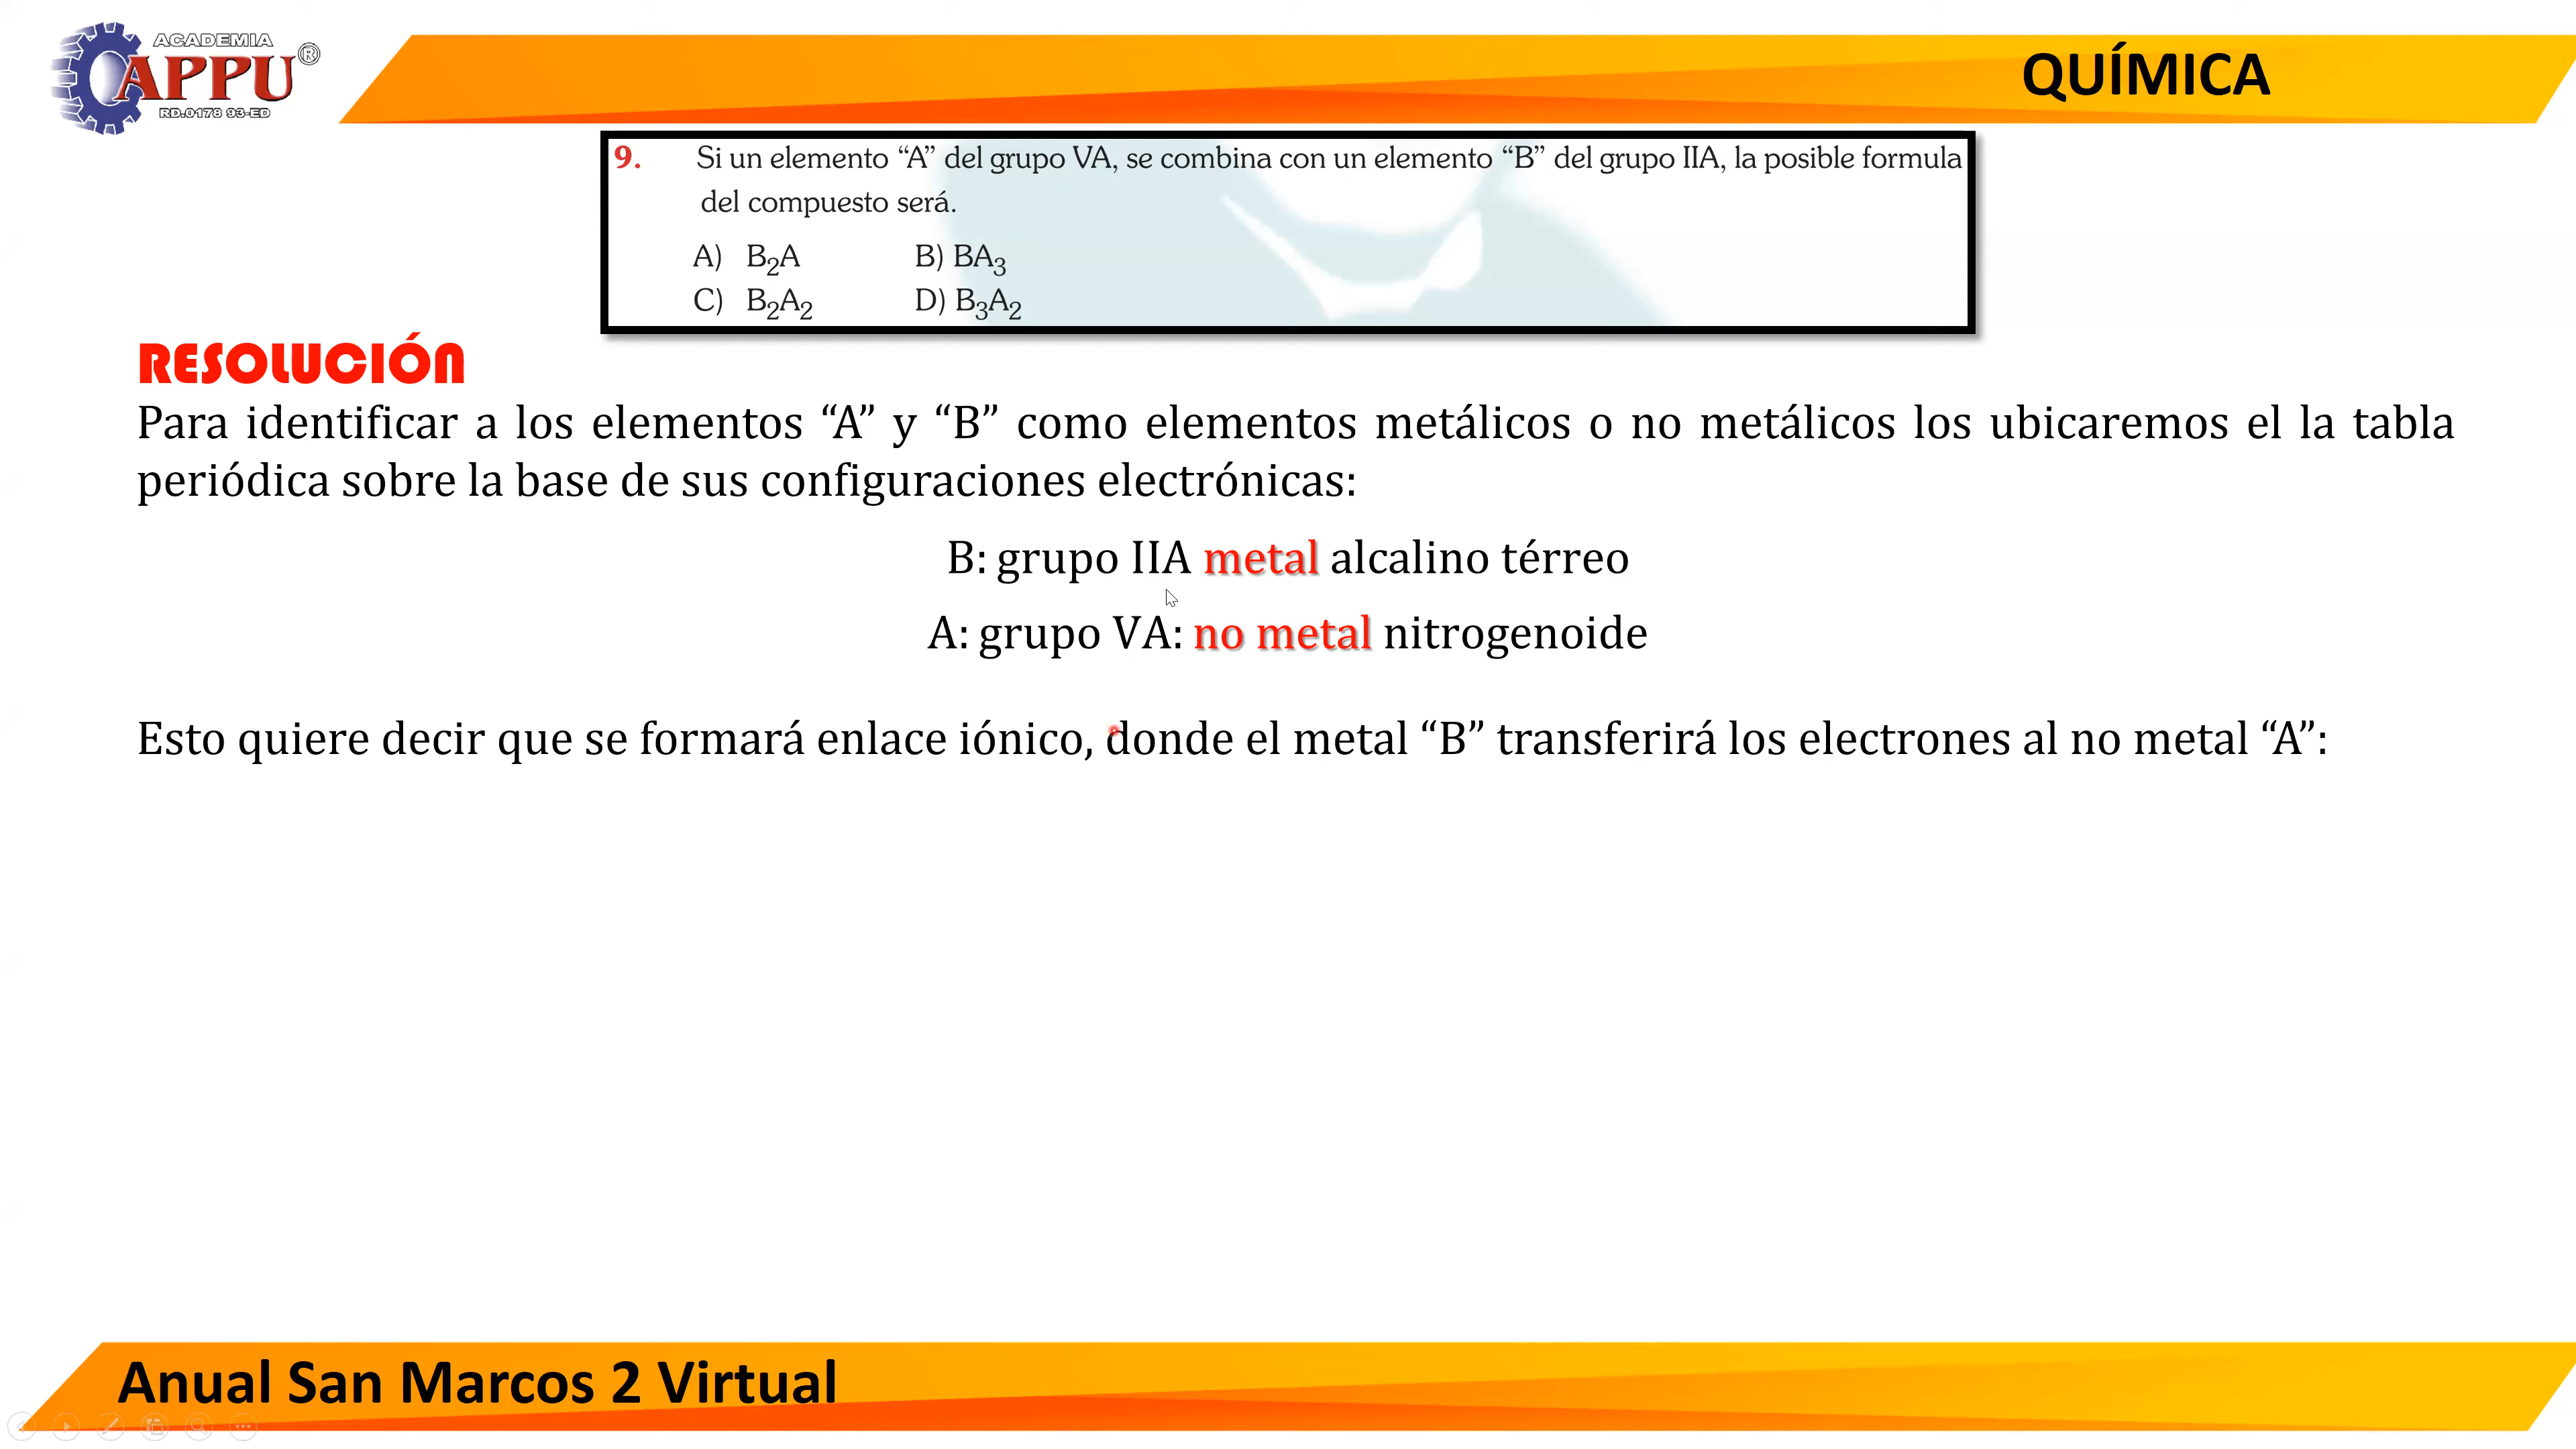 ACADEMIA
APPU®
RD.0178 93-ED
QUÍMICA
9. Si un elemento “A” del grupo VA, se combina con un elemento “B” del grupo IIA, la posible formula
del compuesto será.
A) B₂A B) BA₃
C) B₂A₂ D) B₃A₂
RESOLUCIÓN
Para identificar a los elementos “A” y “B” como elementos metálicos o no metálicos los ubicaremos el la tabla
periódica sobre la base de sus configuraciones electrónicas:
B: grupo IIA metal alcalino térreo
A: grupo VA: no metal nitrogenoide
Esto quiere decir que se formará enlace iónico, donde el metal “B” transferirá los electrones al no metal “A”:
Anual San Marcos 2 Virtual